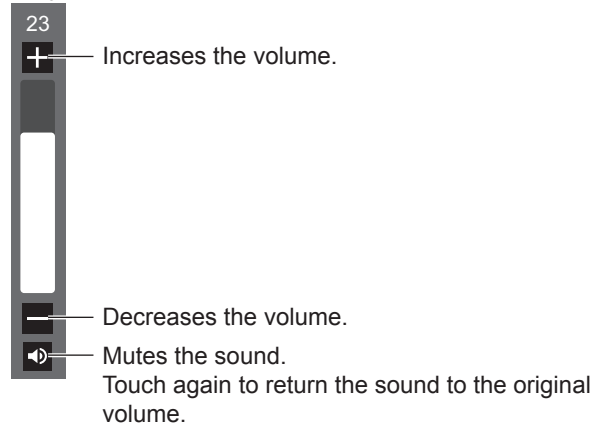 23
Increases the volume.
Decreases the volume.
Mutes the sound.
Touch again to return the sound to the original
volume.